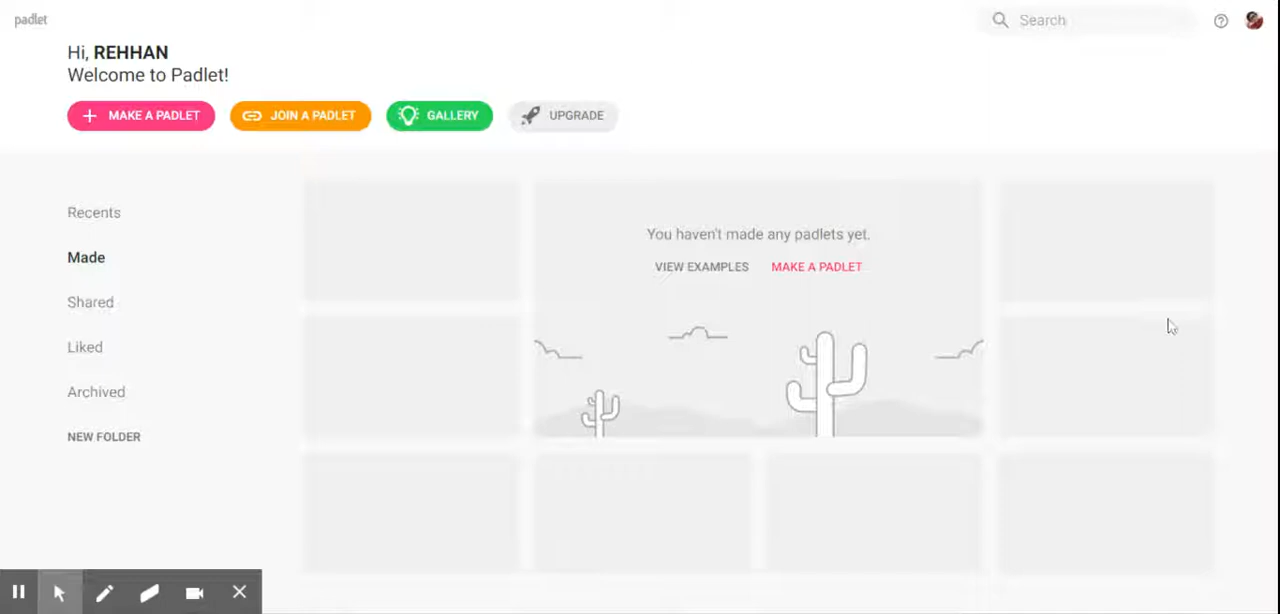 padlet
Search
Hi, REHHAN
Welcome to Padlet!
MAKE A PADLET
JOIN A PADLET
GALLERY
UPGRADE
Recents
Made
Shared
Liked
Archived
NEW FOLDER
You haven't made any padlets yet.
VIEW EXAMPLES MAKE A PADLET